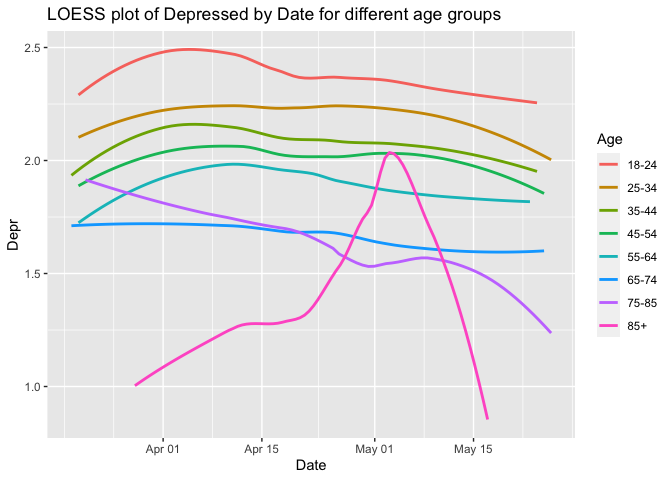 LOESS plot of Depressed by Date for different age groups
2.5
2.0
1.5
1.0
Depr
Apr 01
Apr 15
May 01
May 15
Date
Age
18-24
25-34
35-44
45-54
55-64
65-74
75-85
85+